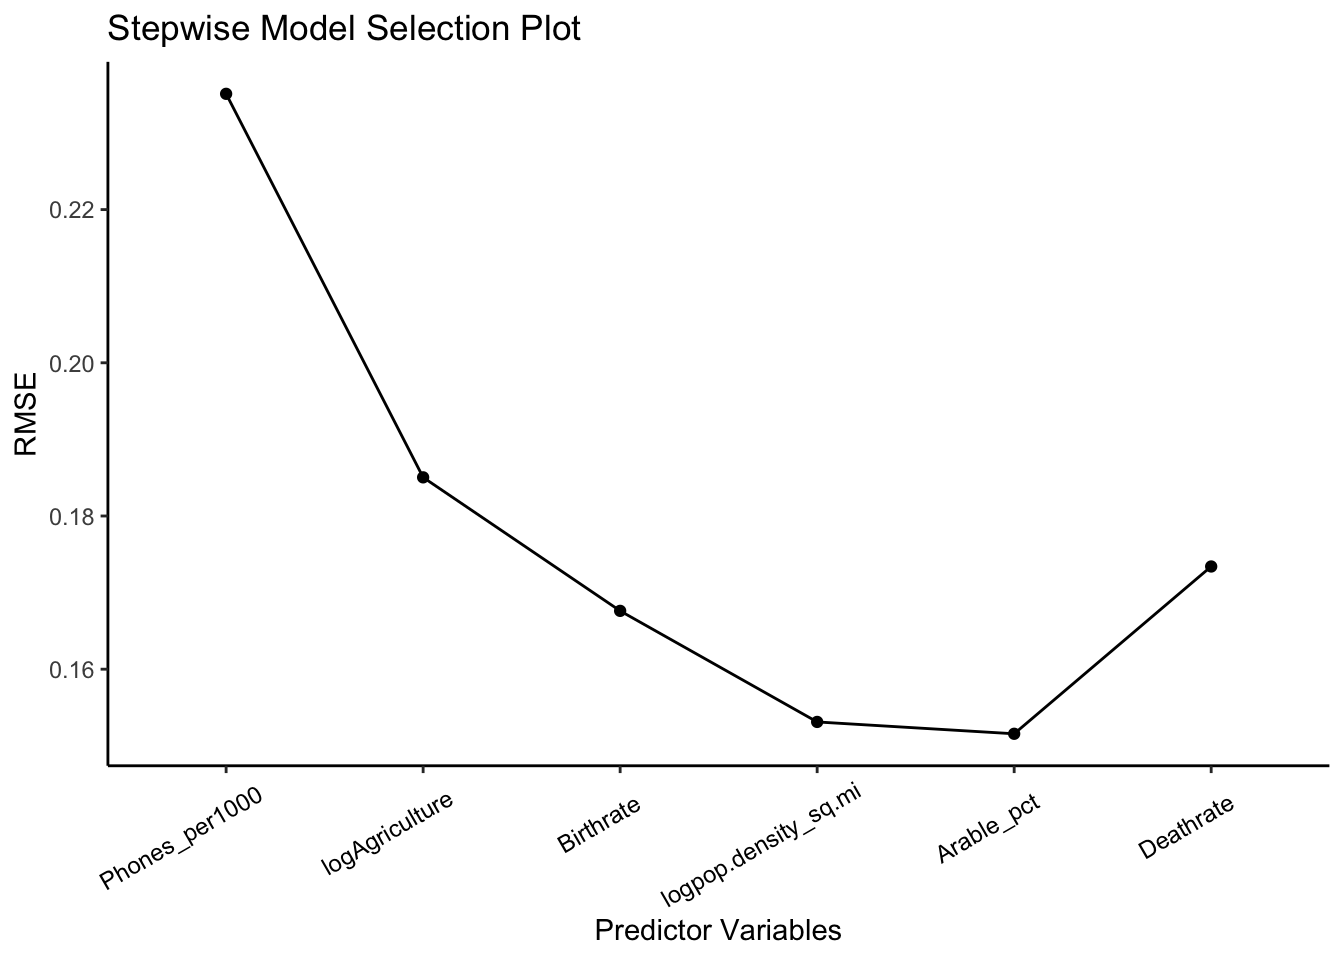 Stepwise Model Selection Plot
RMSE
0.22
0.20
0.18
0.16
Phones_per1000
logAgriculture
Birthrate
logpop.density_sq.mi
Arable_pct
Deathrate
Predictor Variables